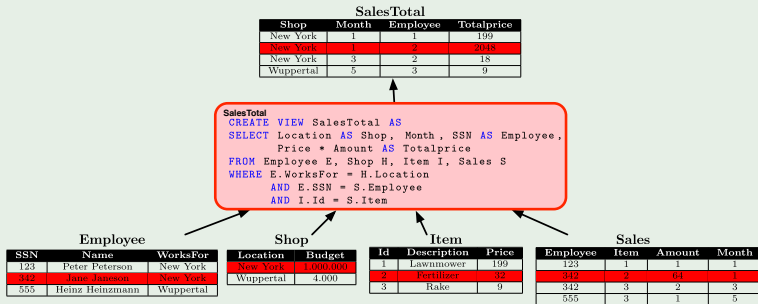 SalesTotal
Shop Month Employee Totalprice
New York 1 1 199
New York 1 2 2048
New York 3 2 18
Wuppertal 5 3 9
SalesTotal
CREATE VIEW SalesTotal AS
SELECT Location AS Shop, Month, SSN AS Employee,
Price * Amount AS Totalprice
FROM Employee E, Shop H, Item I, Sales S
WHERE E.WorksFor = H.Location
AND E.SSN = S.Employee
AND I.Id = S.Item
Employee
SSN Name WorksFor
123 Peter Peterson New York
342 Jane Janeson New York
555 Heinz Heinzmann Wuppertal
Shop
Location Budget
New York 1.000.000
Wuppertal 4.000
Item
Id Description Price
1 Lawnmower 199
2 Fertilizer 32
3 Rake 9
Sales
Employee Item Amount Month
123 1 1 1
342 2 64 1
342 3 2 3
555 3 1 5